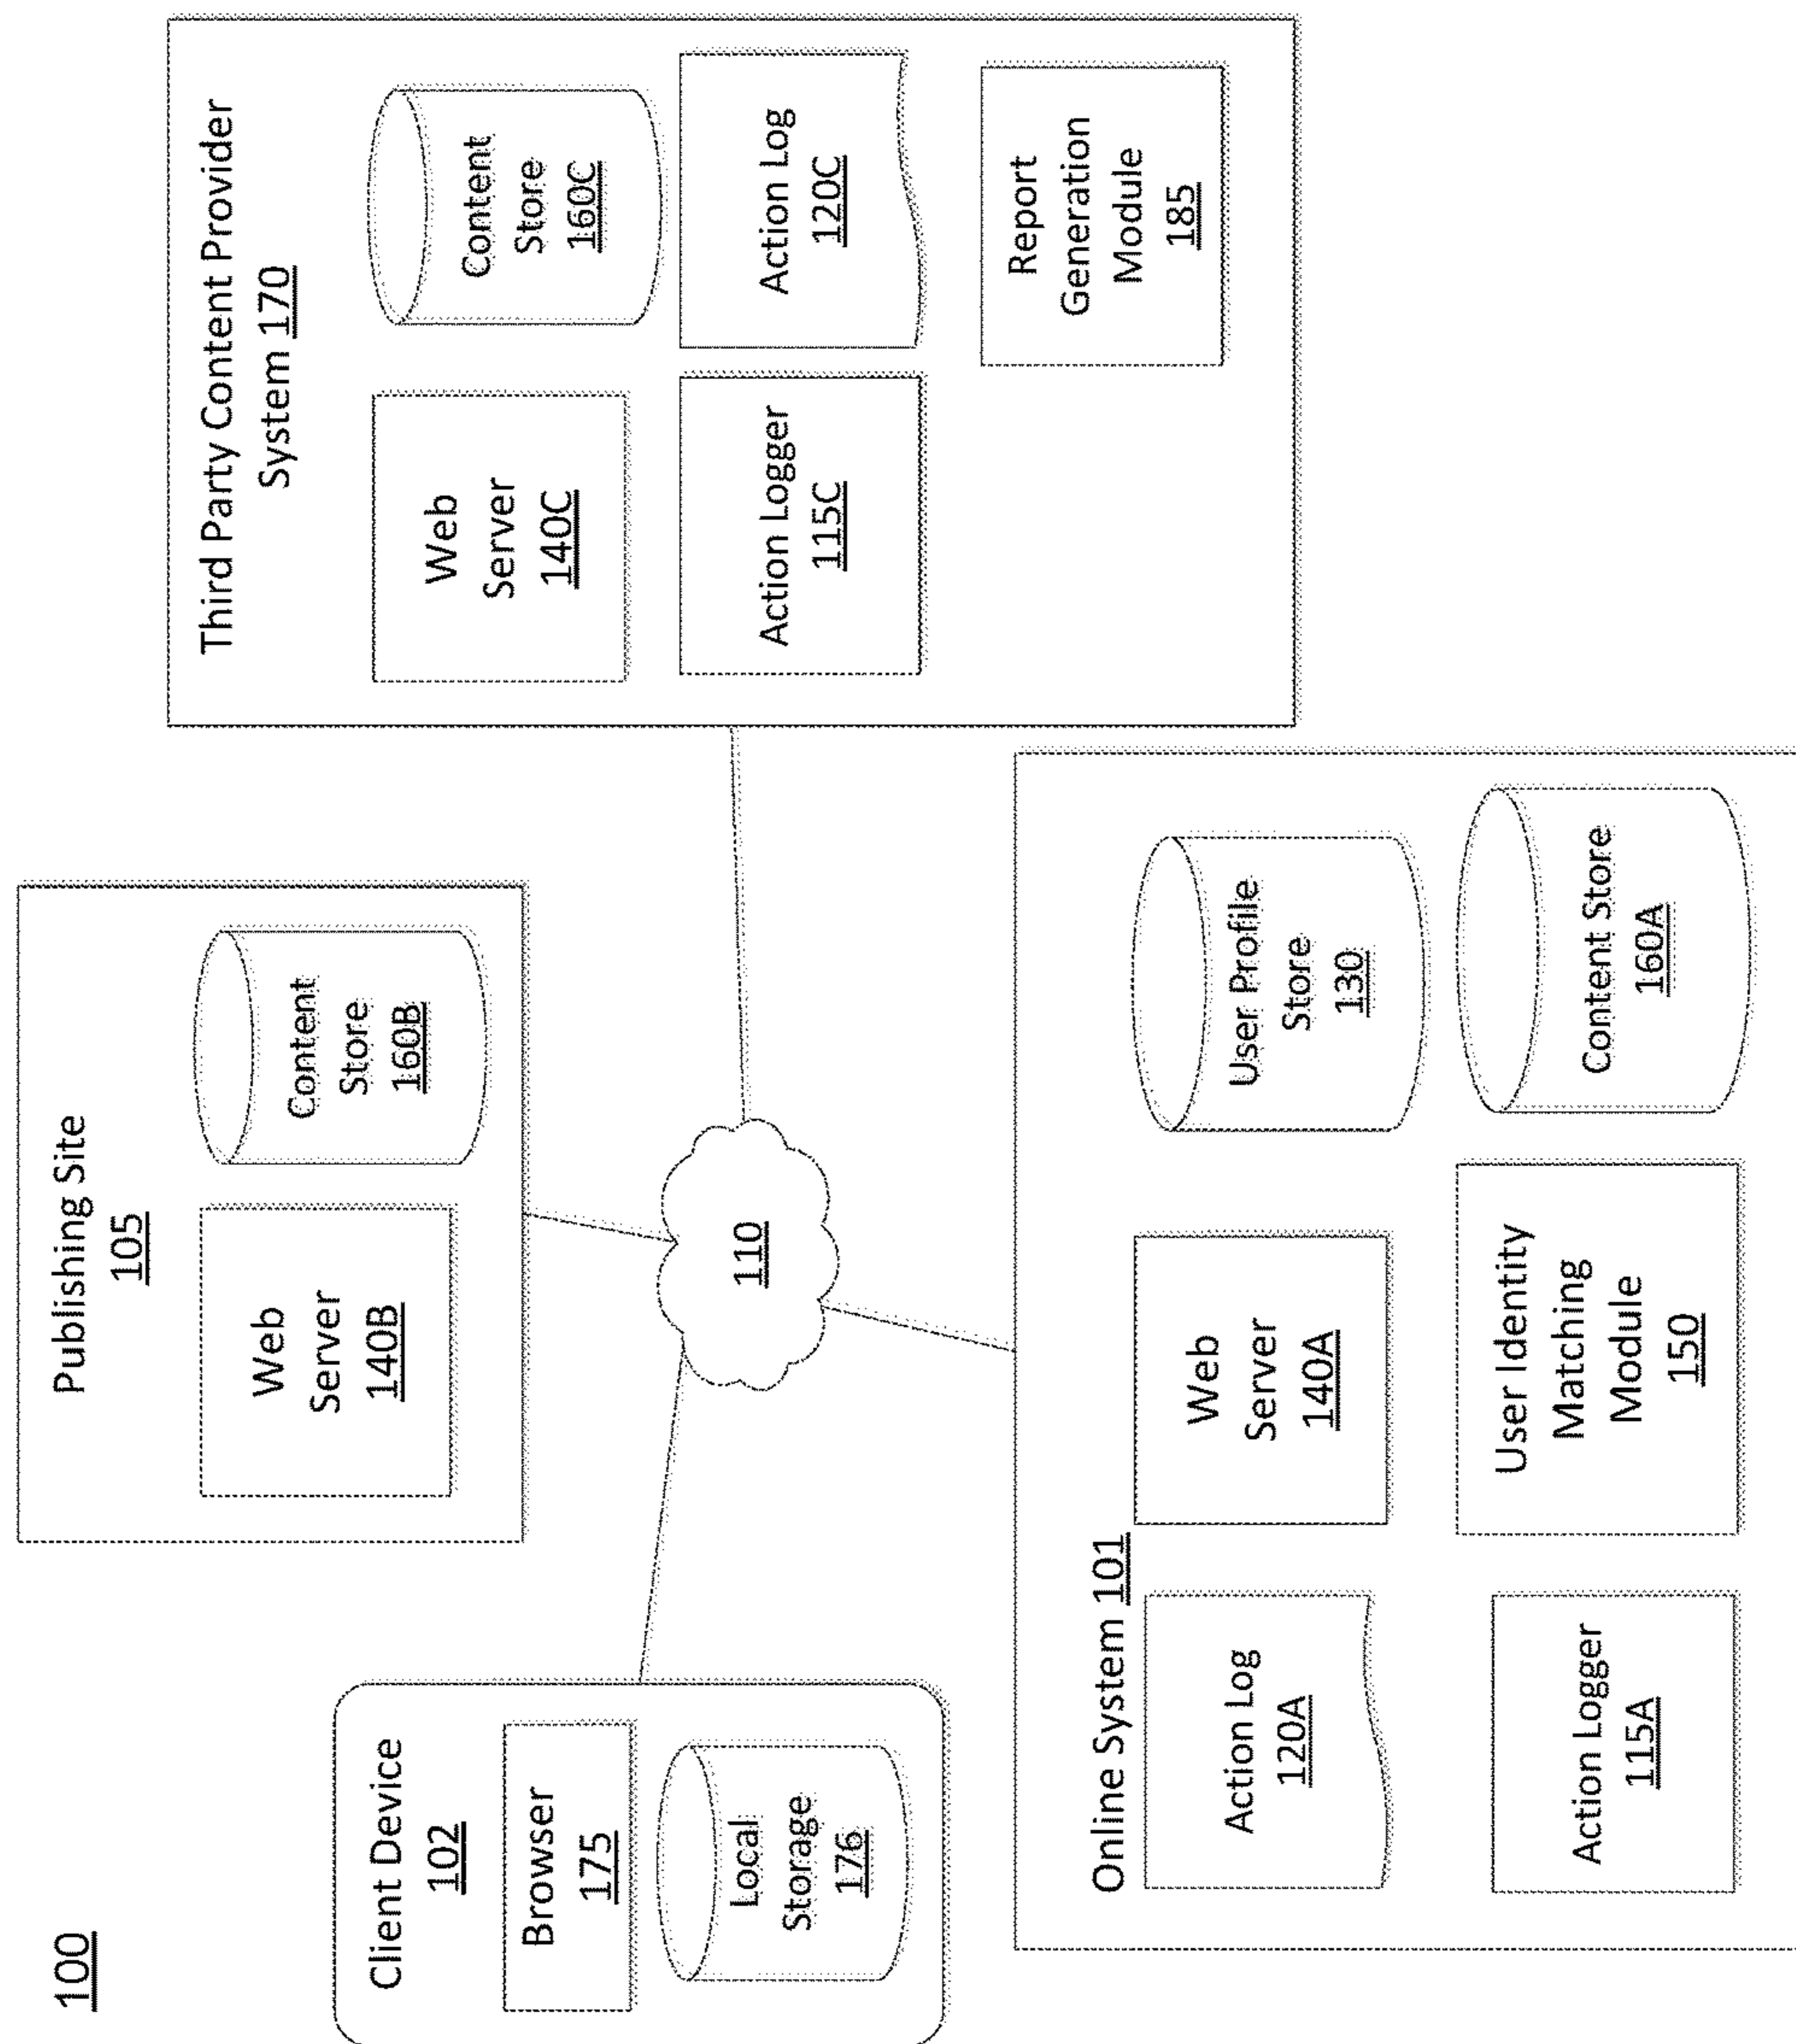 100
Client Device
102
Browser
175
Local
Storage
176
Publishing Site
105
Web
Server
140B
Content
Store
160B
Third Party Content Provider
System 170
Web
Server
140C
Content
Store
160C
Action Logger
115C
Action Log
120C
Report
Generation
Module
185
110
Online System 101
Action Log
120A
Web
Server
140A
User Profile
Store
130
Action Logger
115A
User Identity
Matching
Module
150
Content Store
160A